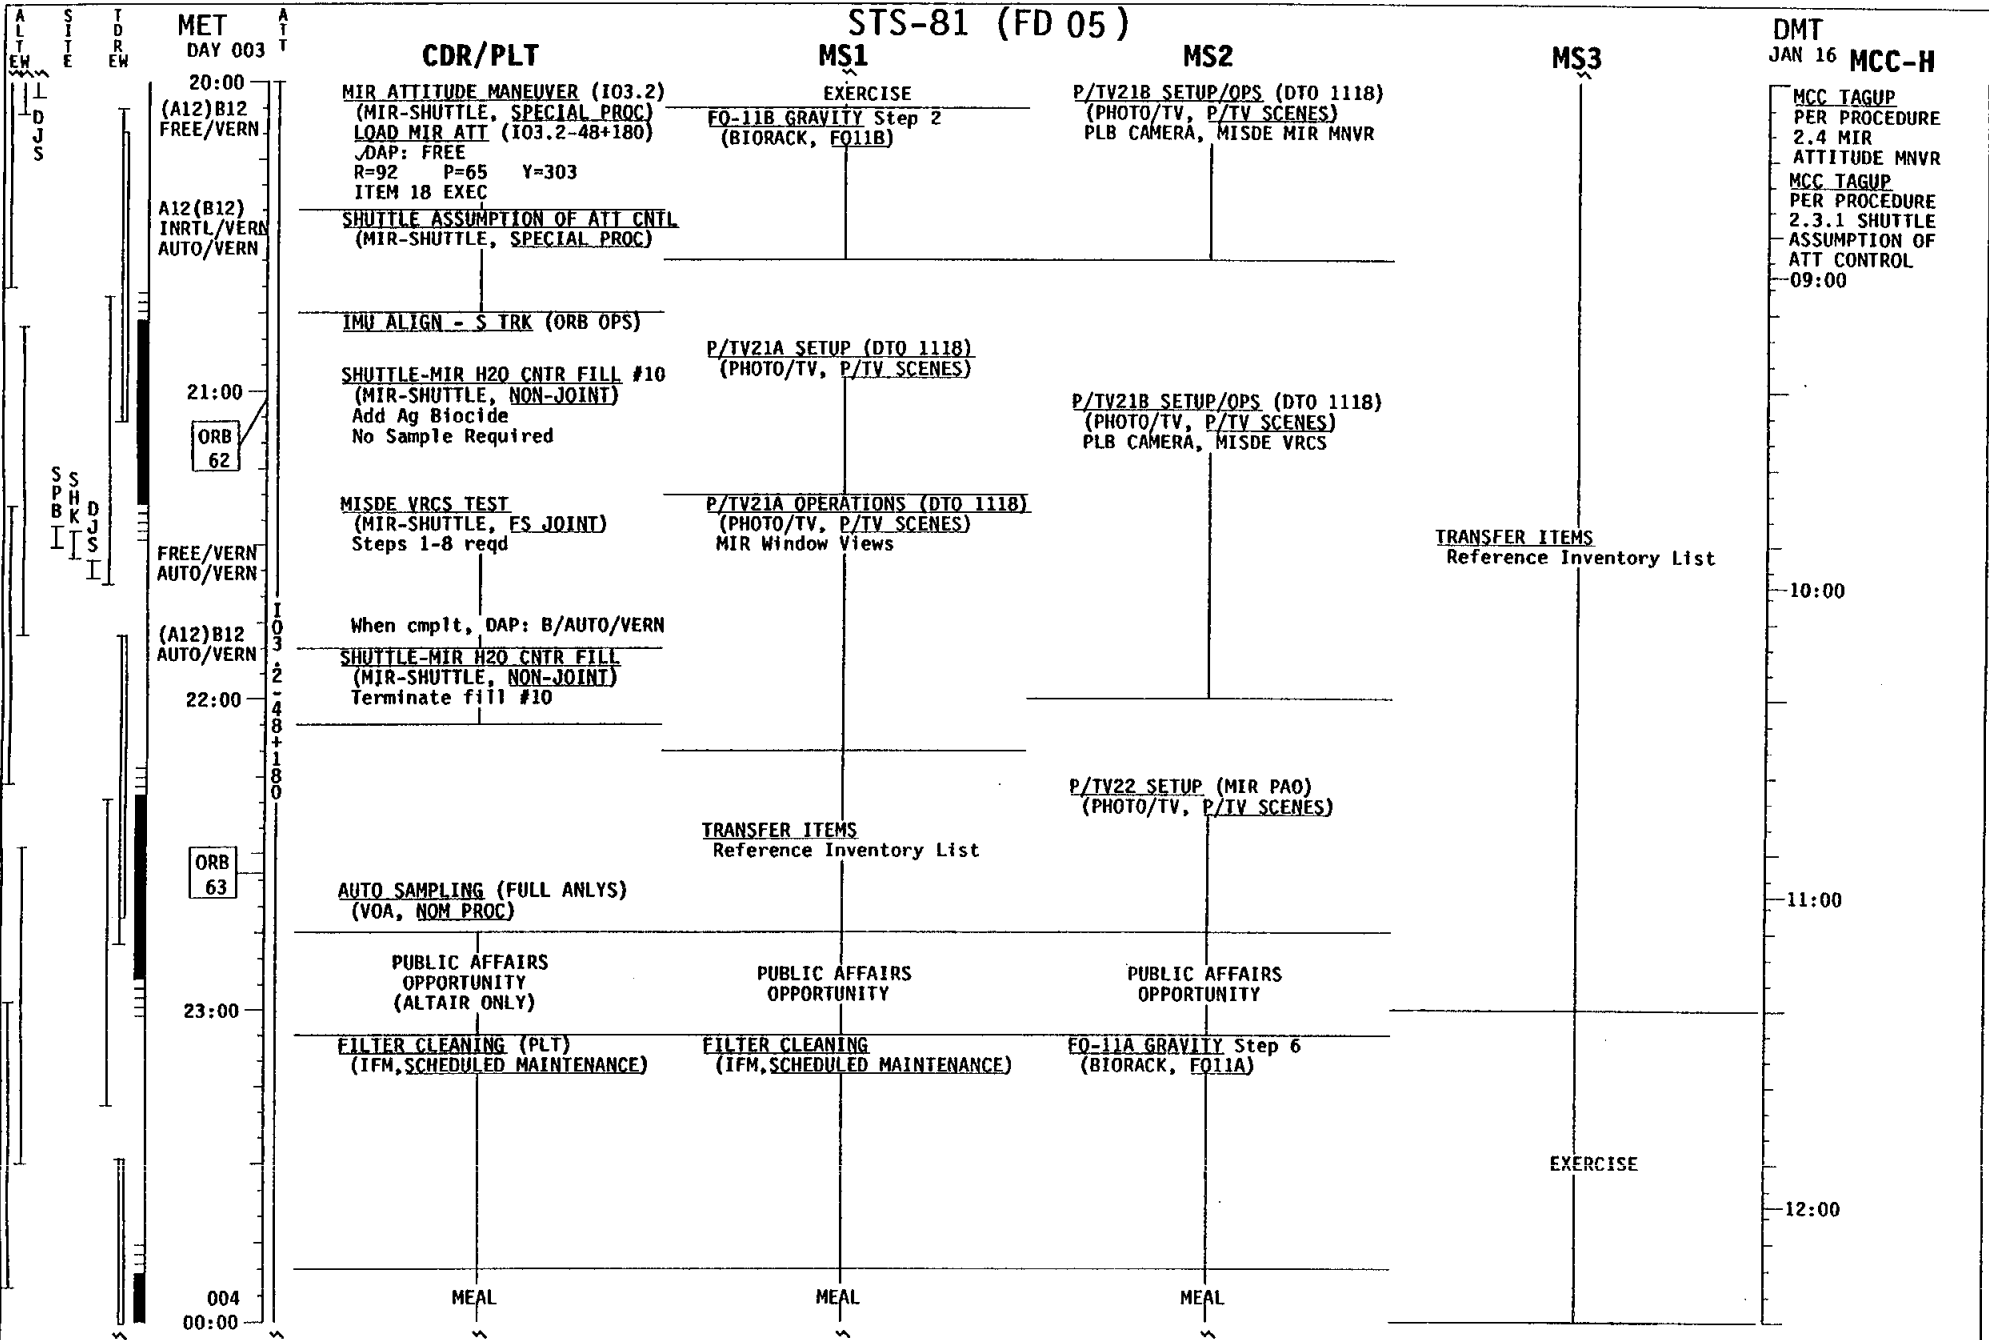 STS-81 (FD 05)
ALT EW
SITE
TDR EW
MET
DAY 003
ATT
CDR/PLT
MS1
MS2
MS3
DMT
JAN 16 MCC-H
20:00
DJS
(A12)B12
FREE/VERN
A12(B12)
INRTL/VERN
AUTO/VERN
21:00
ORB
62
SPB
SHK
DJS
FREE/VERN
AUTO/VERN
(A12)B12
AUTO/VERN
22:00
ORB
63
23:00
004
00:00
I03.2-48+180
MIR ATTITUDE MANEUVER (IO3.2)
(MIR-SHUTTLE, SPECIAL PROC)
LOAD MIR ATT (IO3.2-48+180)
√DAP: FREE
R=92 P=65 Y=303
ITEM 18 EXEC
SHUTTLE ASSUMPTION OF ATT CNTL
(MIR-SHUTTLE, SPECIAL PROC)
IMU ALIGN - S TRK (ORB OPS)
SHUTTLE-MIR H2O CNTR FILL #10
(MIR-SHUTTLE, NON-JOINT)
Add Ag Biocide
No Sample Required
MISDE VRCS TEST
(MIR-SHUTTLE, FS JOINT)
Steps 1-8 reqd
When cmplt, DAP: B/AUTO/VERN
SHUTTLE-MIR H2O CNTR FILL
(MIR-SHUTTLE, NON-JOINT)
Terminate fill #10
AUTO SAMPLING (FULL ANLYS)
(VOA, NOM PROC)
PUBLIC AFFAIRS
OPPORTUNITY
(ALTAIR ONLY)
FILTER CLEANING (PLT)
(IFM,SCHEDULED MAINTENANCE)
MEAL
EXERCISE
FO-11B GRAVITY Step 2
(BIORACK, FO11B)
P/TV21A SETUP (DTO 1118)
(PHOTO/TV, P/TV SCENES)
P/TV21A OPERATIONS (DTO 1118)
(PHOTO/TV, P/TV SCENES)
MIR Window Views
TRANSFER ITEMS
Reference Inventory List
PUBLIC AFFAIRS
OPPORTUNITY
FILTER CLEANING
(IFM,SCHEDULED MAINTENANCE)
MEAL
P/TV21B SETUP/OPS (DTO 1118)
(PHOTO/TV, P/TV SCENES)
PLB CAMERA, MISDE MIR MNVR
P/TV21B SETUP/OPS (DTO 1118)
(PHOTO/TV, P/TV SCENES)
PLB CAMERA, MISDE VRCS
P/TV22 SETUP (MIR PAO)
(PHOTO/TV, P/TV SCENES)
PUBLIC AFFAIRS
OPPORTUNITY
FO-11A GRAVITY Step 6
(BIORACK, FO11A)
MEAL
TRANSFER ITEMS
Reference Inventory List
EXERCISE
MCC TAGUP
PER PROCEDURE
2.4 MIR
ATTITUDE MNVR
MCC TAGUP
PER PROCEDURE
2.3.1 SHUTTLE
ASSUMPTION OF
ATT CONTROL
09:00
10:00
11:00
12:00